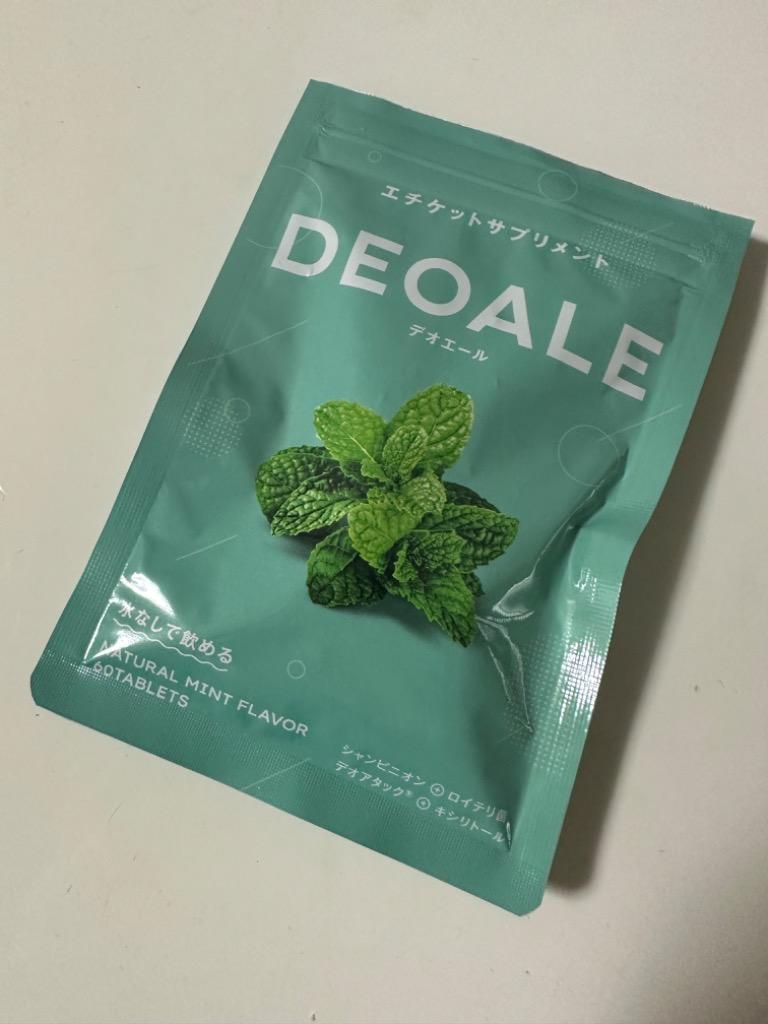 エチケットサプリメント
DEOALE
デオエール
水なしで飲める
NATURAL MINT FLAVOR
60TABLETS
シャンピニオン + ロイテリ菌
デオアタック® + キシリトール